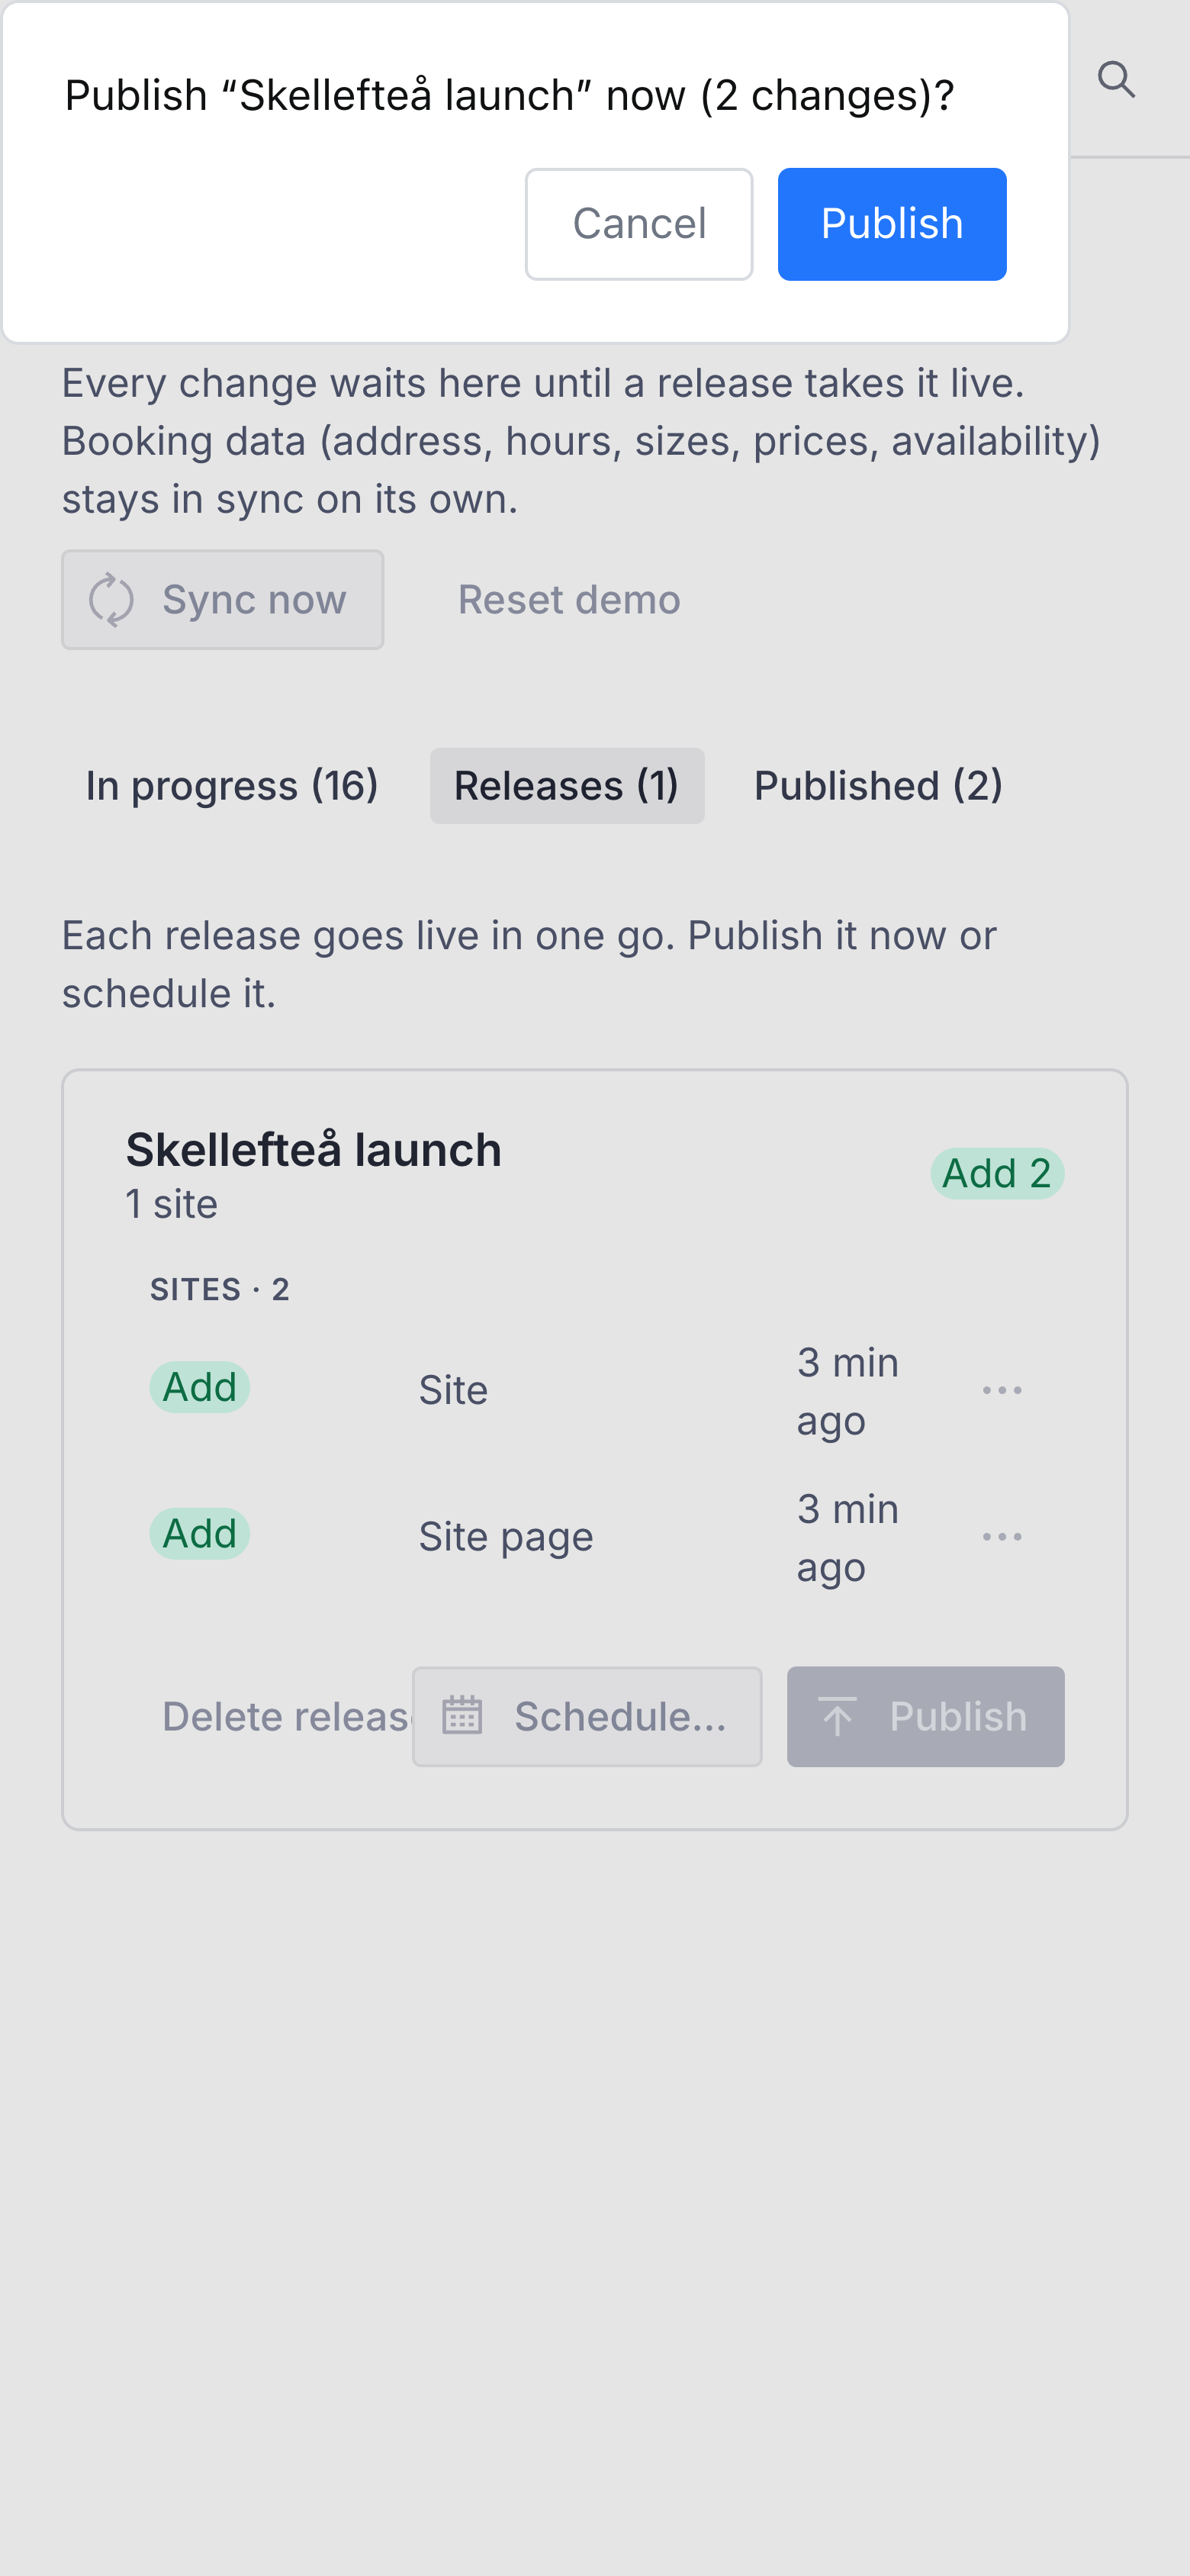 Publish “Skellefteå launch” now (2 changes)?
Cancel
Publish
Every change waits here until a release takes it live.
Booking data (address, hours, sizes, prices, availability)
stays in sync on its own.
Sync now
Reset demo
In progress (16)
Releases (1)
Published (2)
Each release goes live in one go. Publish it now or
schedule it.
Skellefteå launch
Add 2
1 site
SITES · 2
Add
Site
3 min
ago
Add
Site page
3 min
ago
Delete release
Schedule...
Publish